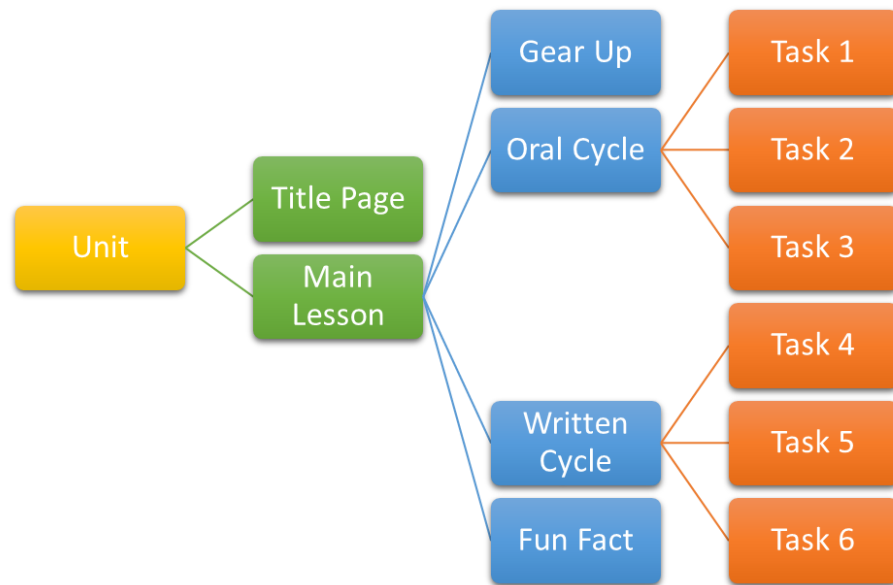 Unit
Title Page
Main
Lesson
Gear Up
Oral Cycle
Written
Cycle
Fun Fact
Task 1
Task 2
Task 3
Task 4
Task 5
Task 6